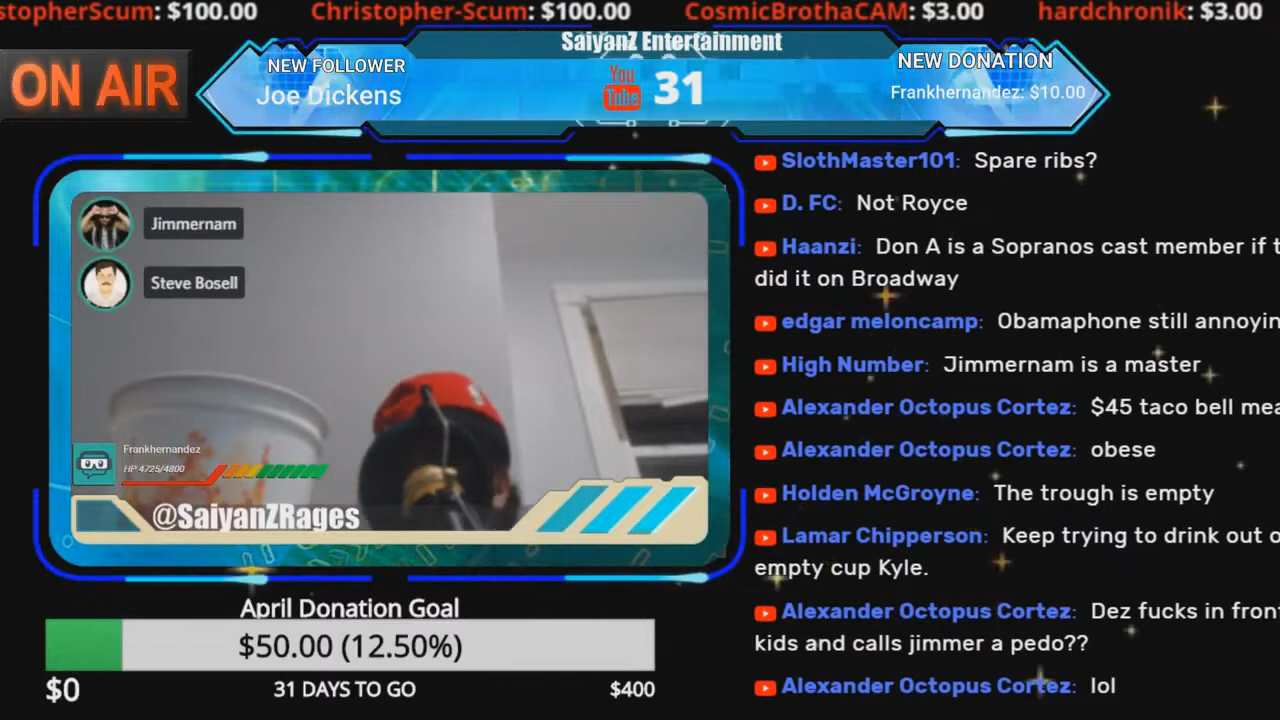 stopherScum: $100.00 Christopher-Scum: $100.00 CosmicBrothaCAM: $3.00 hardchronik: $3.00
SaiyanZ Entertainment
ON AIR
NEW FOLLOWER
Joe Dickens
You
Tube
31
NEW DONATION
Frankhernandez: $10.00
Jimmernam
Steve Bosell
Frankhernandez
HP 4725/4800
@SaiyanZRages
April Donation Goal
$50.00 (12.50%)
$0 31 DAYS TO GO $400
SlothMaster101: Spare ribs?
D. FC: Not Royce
Haanzi: Don A is a Sopranos cast member if t
did it on Broadway
edgar meloncamp: Obamaphone still annoyin
High Number: Jimmernam is a master
Alexander Octopus Cortez: $45 taco bell mea
Alexander Octopus Cortez: obese
Holden McGroyne: The trough is empty
Lamar Chipperson: Keep trying to drink out o
empty cup Kyle.
Alexander Octopus Cortez: Dez fucks in front
kids and calls jimmer a pedo??
Alexander Octopus Cortez: lol